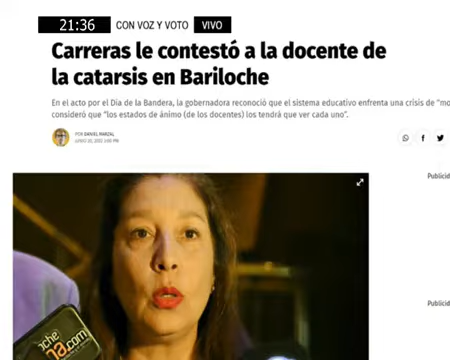 21:36 CON VOZ Y VOTO VIVO
Carreras le contestó a la docente de
la catarsis en Bariloche
En el acto por el Día de la Bandera, la gobernadora reconoció que el sistema educativo enfrenta una crisis de "mo
consideró que "los estados de ánimo (de los docentes) los tendrá que ver cada uno".
POR DANIEL MARZAL
Publicid
oche
na.com
Publicid